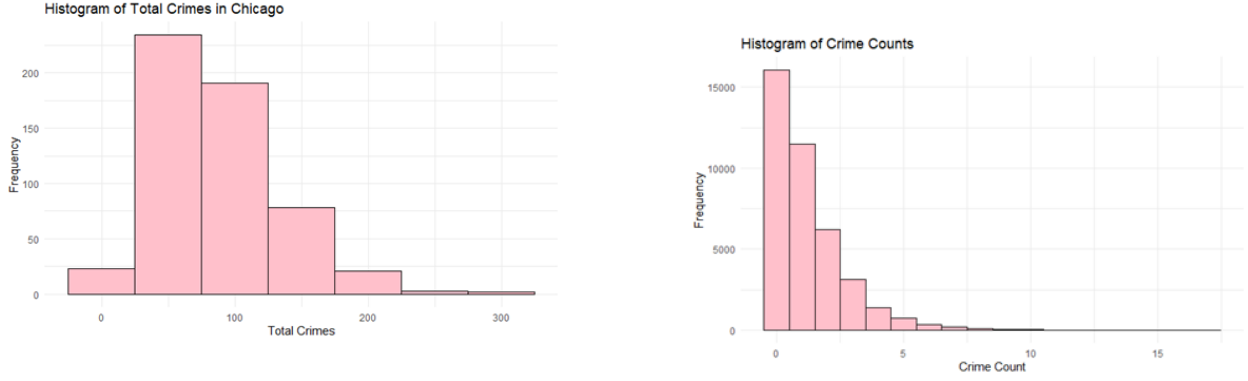 Histogram of Total Crimes in Chicago
200
150
100
50
0
Frequency
0 100 200 300
Total Crimes
Histogram of Crime Counts
15000
10000
5000
0
Frequency
0 5 10 15
Crime Count